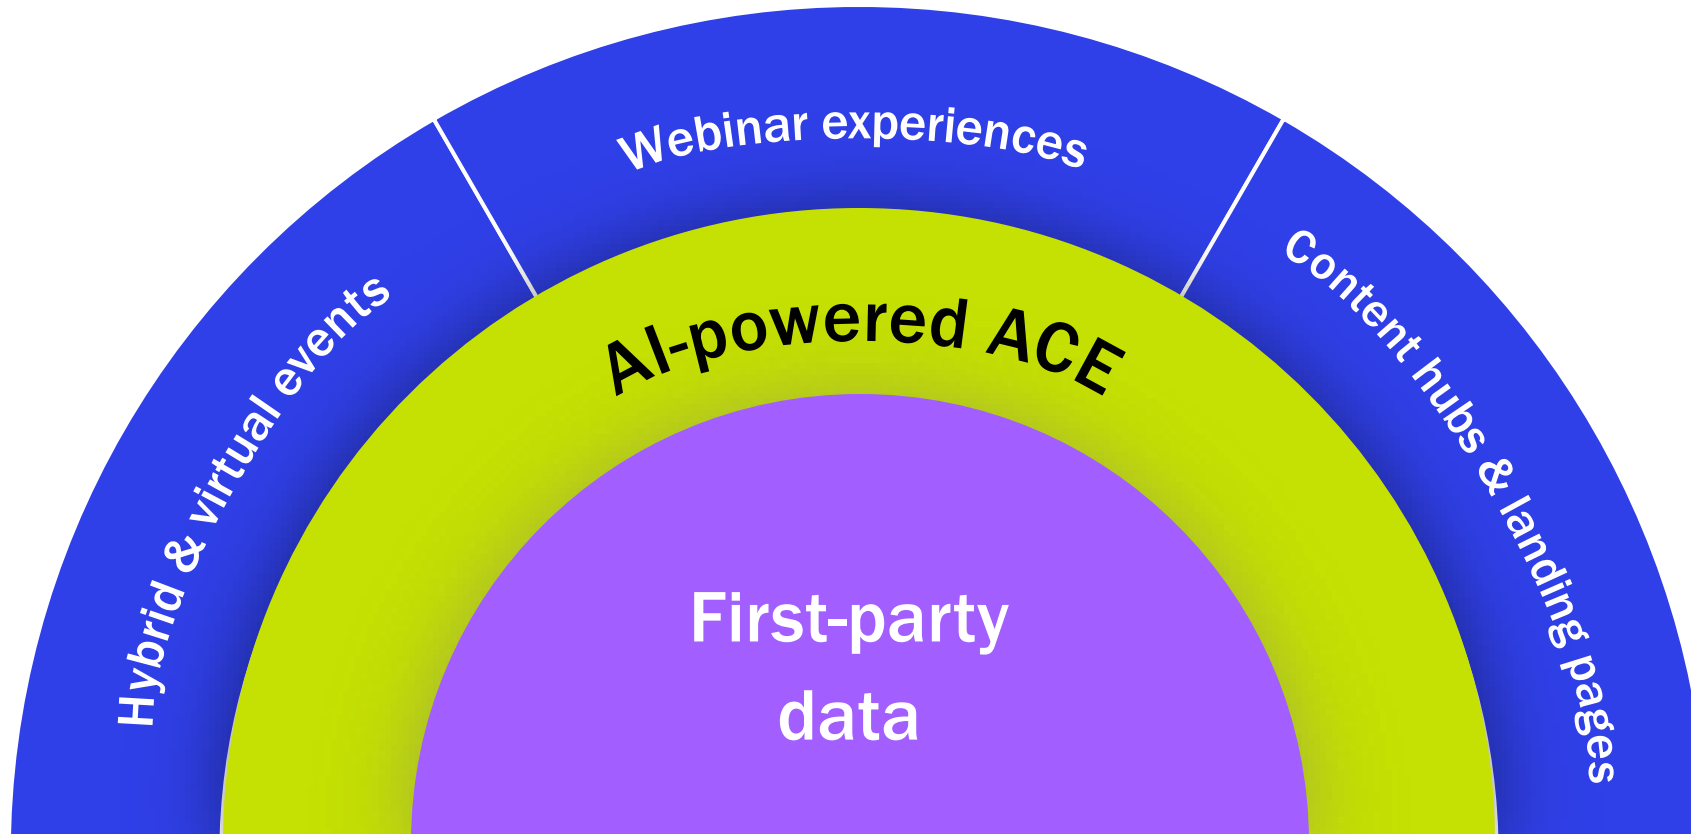 Webinar experiences
Hybrid & virtual events
Content hubs & landing pages
AI-powered ACE
First-party
data